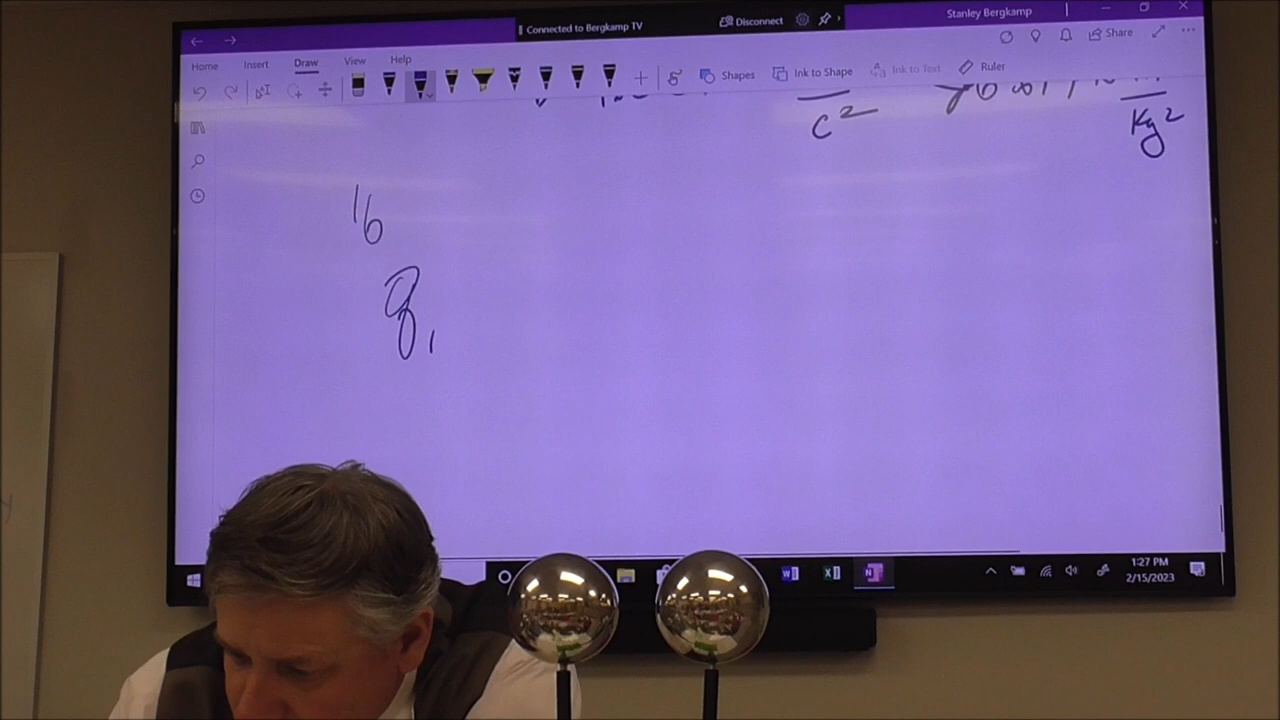 Connected to Bergkamp TV
Disconnect
Stanley Bergkamp
Home Insert Draw View Help
Share
Shapes
Ink to Shape
Ink to Text
Ruler
C²
Kg²
16
q₁
1:27 PM
2/15/2023